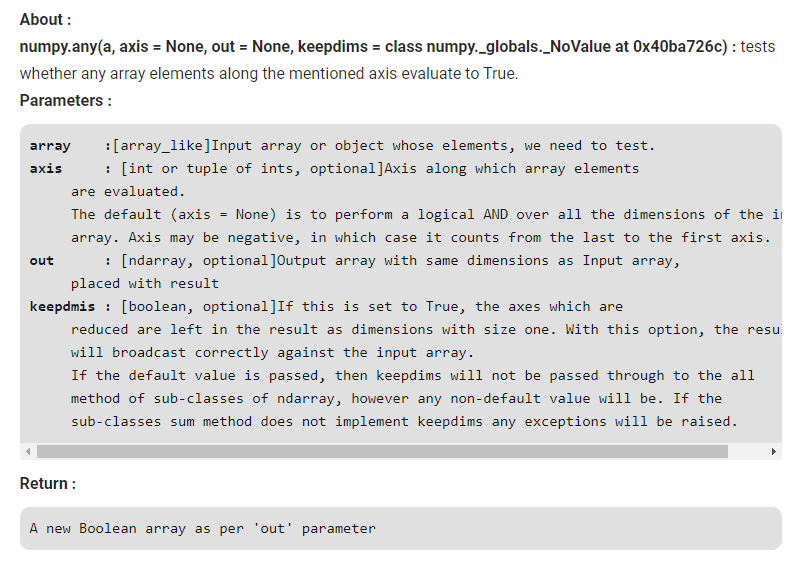 About :
numpy.any(a, axis = None, out = None, keepdims = class numpy._globals._NoValue at 0x40ba726c) : tests
whether any array elements along the mentioned axis evaluate to True.
Parameters :
array    :[array_like]Input array or object whose elements, we need to test.
axis     : [int or tuple of ints, optional]Axis along which array elements
are evaluated.
The default (axis = None) is to perform a logical AND over all the dimensions of the
array. Axis may be negative, in which case it counts from the last to the first axis.
out      : [ndarray, optional]Output array with same dimensions as Input array,
placed with result
keepdmis : [boolean, optional]If this is set to True, the axes which are
reduced are left in the result as dimensions with size one. With this option, the
will broadcast correctly against the input array.
If the default value is passed, then keepdims will not be passed through to the all
method of sub-classes of ndarray, however any non-default value will be. If the
sub-classes sum method does not implement keepdims any exceptions will be raised.
Return :
A new Boolean array as per 'out' parameter